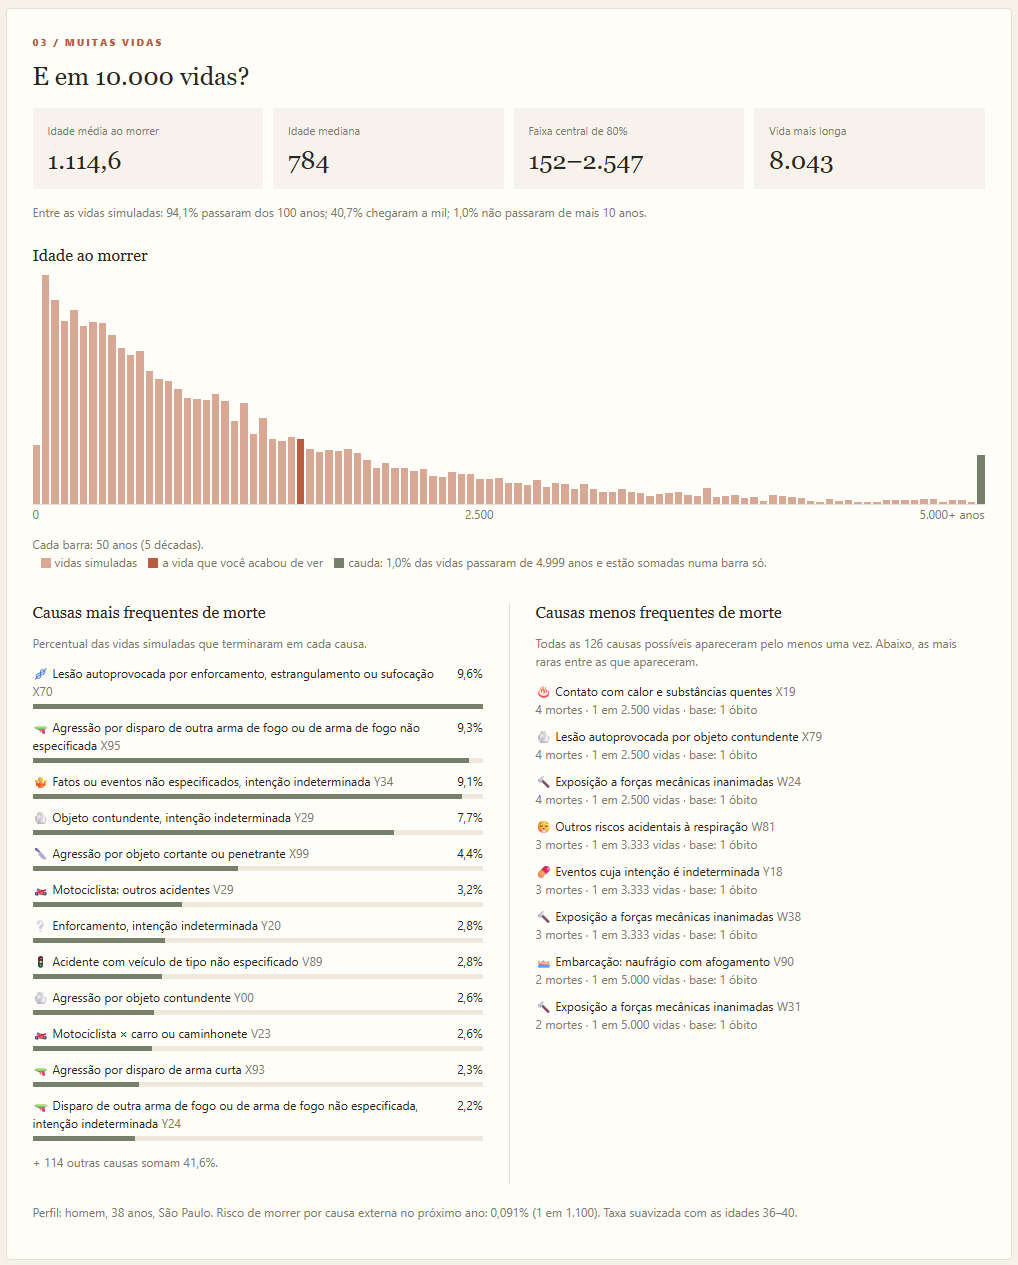 03 / MUITAS VIDAS
E em 10.000 vidas?
Idade média ao morrer
1.114,6
Idade mediana
784
Faixa central de 80%
152–2.547
Vida mais longa
8.043
Entre as vidas simuladas: 94,1% passaram dos 100 anos; 40,7% chegaram a mil; 1,0% não passaram de mais 10 anos.
Idade ao morrer
0
2.500
5.000+ anos
Cada barra: 50 anos (5 décadas).
vidas simuladas
a vida que você acabou de ver
cauda: 1,0% das vidas passaram de 4.999 anos e estão somadas numa barra só.
Causas mais frequentes de morte
Percentual das vidas simuladas que terminaram em cada causa.
Lesão autoprovocada por enforcamento, estrangulamento ou sufocação 9,6%
X70
Agressão por disparo de outra arma de fogo ou de arma de fogo não 9,3%
especificada X95
Fatos ou eventos não especificados, intenção indeterminada Y34 9,1%
Objeto contundente, intenção indeterminada Y29 7,7%
Agressão por objeto cortante ou penetrante X99 4,4%
Motociclista: outros acidentes V29 3,2%
Enforcamento, intenção indeterminada Y20 2,8%
Acidente com veículo de tipo não especificado V89 2,8%
Agressão por objeto contundente Y00 2,6%
Motociclista × carro ou caminhonete V23 2,6%
Agressão por disparo de arma curta X93 2,3%
Disparo de outra arma de fogo ou de arma de fogo não especificada, 2,2%
intenção indeterminada Y24
+ 114 outras causas somam 41,6%.
Causas menos frequentes de morte
Todas as 126 causas possíveis apareceram pelo menos uma vez. Abaixo, as mais
raras entre as que apareceram.
Contato com calor e substâncias quentes X19
4 mortes · 1 em 2.500 vidas · base: 1 óbito
Lesão autoprovocada por objeto contundente X79
4 mortes · 1 em 2.500 vidas · base: 1 óbito
Exposição a forças mecânicas inanimadas W24
4 mortes · 1 em 2.500 vidas · base: 1 óbito
Outros riscos acidentais à respiração W81
3 mortes · 1 em 3.333 vidas · base: 1 óbito
Eventos cuja intenção é indeterminada Y18
3 mortes · 1 em 3.333 vidas · base: 1 óbito
Exposição a forças mecânicas inanimadas W38
3 mortes · 1 em 3.333 vidas · base: 1 óbito
Embarcação: naufrágio com afogamento V90
2 mortes · 1 em 5.000 vidas · base: 1 óbito
Exposição a forças mecânicas inanimadas W31
2 mortes · 1 em 5.000 vidas · base: 1 óbito
Perfil: homem, 38 anos, São Paulo. Risco de morrer por causa externa no próximo ano: 0,091% (1 em 1.100). Taxa suavizada com as idades 36–40.